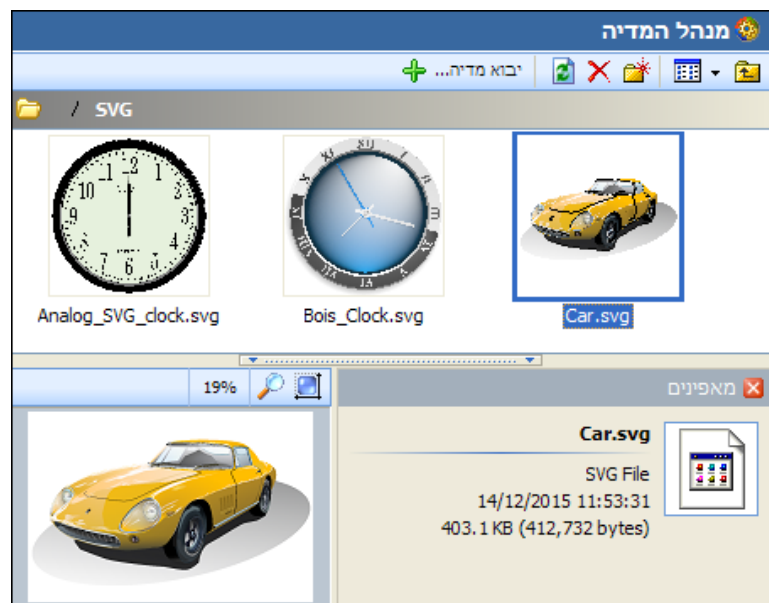 מנהל המדיה
יבוא מדיה...
/ SVG
Analog_SVG_clock.svg
Bois_Clock.svg
Car.svg
19%
מאפינים
Car.svg
SVG File
14/12/2015 11:53:31
403.1 KB (412,732 bytes)